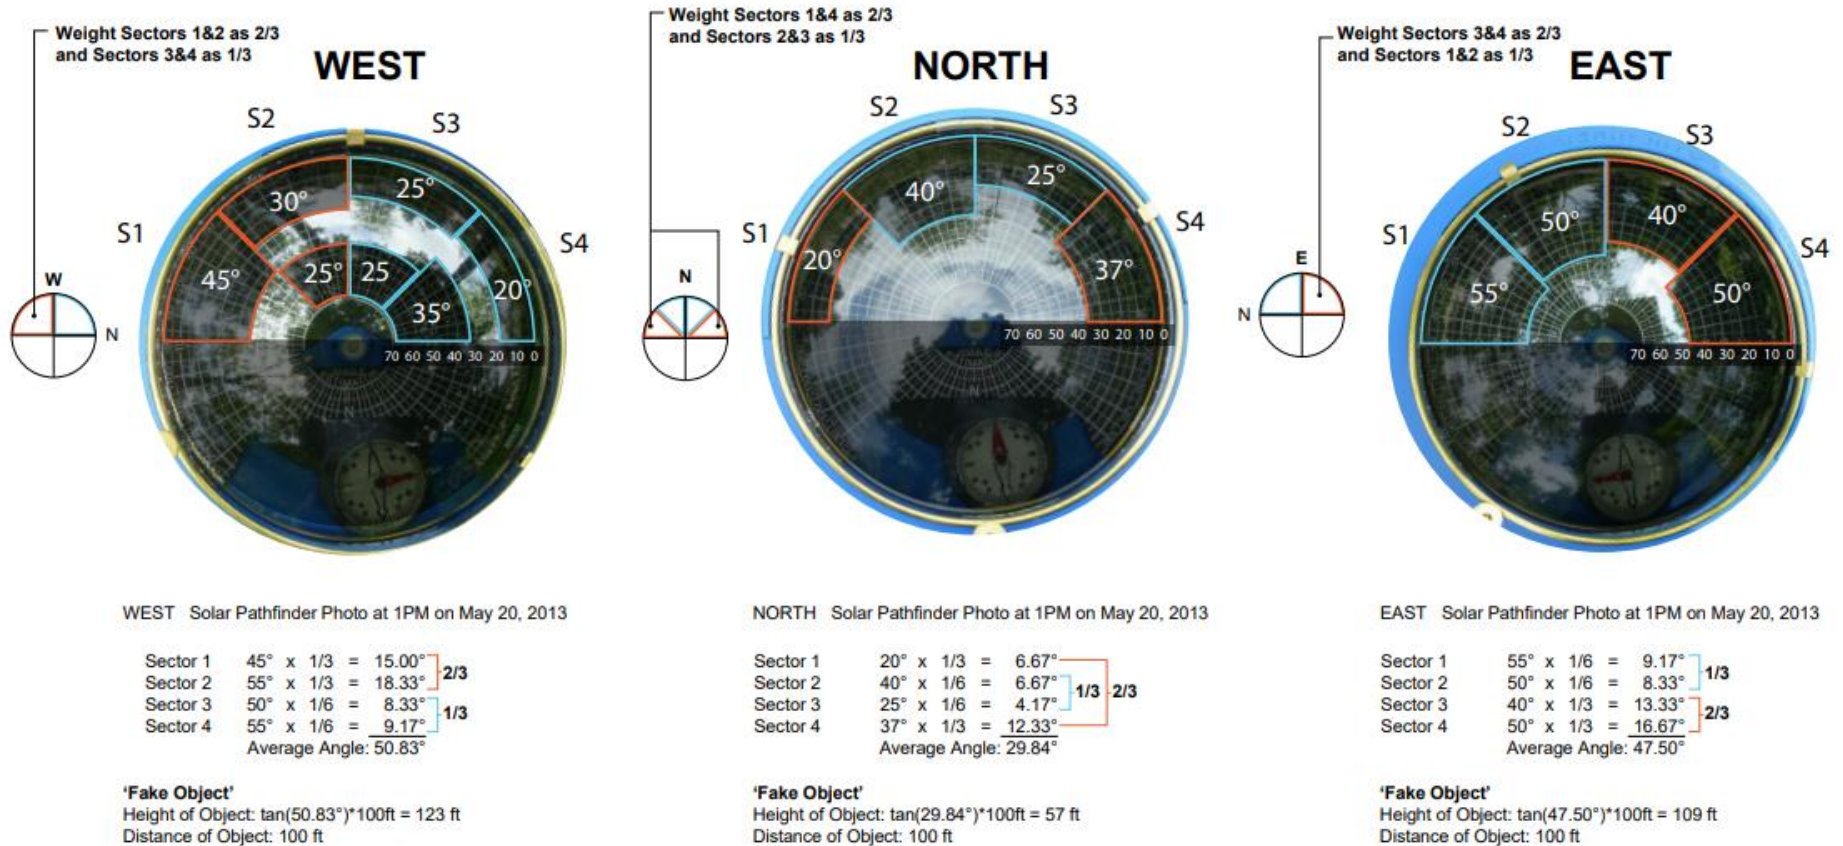 Weight Sectors 1&2 as 2/3
and Sectors 3&4 as 1/3
WEST
S1
S2
S3
S4
45°
30°
25°
25°
25
35°
20°
70 60 50 40 30 20 10 0
W
N
Weight Sectors 1&4 as 2/3
and Sectors 2&3 as 1/3
NORTH
S1
S2
S3
S4
20°
40°
25°
37°
70 60 50 40 30 20 10 0
N
Weight Sectors 3&4 as 2/3
and Sectors 1&2 as 1/3
EAST
S1
S2
S3
S4
55°
50°
40°
50°
70 60 50 40 30 20 10 0
E
N
WEST Solar Pathfinder Photo at 1PM on May 20, 2013
Sector 1 45° x 1/3 = 15.00°
Sector 2 55° x 1/3 = 18.33°
2/3
Sector 3 50° x 1/6 = 8.33°
Sector 4 55° x 1/6 = 9.17°
1/3
Average Angle: 50.83°
'Fake Object'
Height of Object: tan(50.83°)*100ft = 123 ft
Distance of Object: 100 ft
NORTH Solar Pathfinder Photo at 1PM on May 20, 2013
Sector 1 20° x 1/3 = 6.67°
Sector 2 40° x 1/6 = 6.67°
Sector 3 25° x 1/6 = 4.17°
1/3 2/3
Sector 4 37° x 1/3 = 12.33°
Average Angle: 29.84°
'Fake Object'
Height of Object: tan(29.84°)*100ft = 57 ft
Distance of Object: 100 ft
EAST Solar Pathfinder Photo at 1PM on May 20, 2013
Sector 1 55° x 1/6 = 9.17°
Sector 2 50° x 1/6 = 8.33°
1/3
Sector 3 40° x 1/3 = 13.33°
Sector 4 50° x 1/3 = 16.67°
2/3
Average Angle: 47.50°
'Fake Object'
Height of Object: tan(47.50°)*100ft = 109 ft
Distance of Object: 100 ft